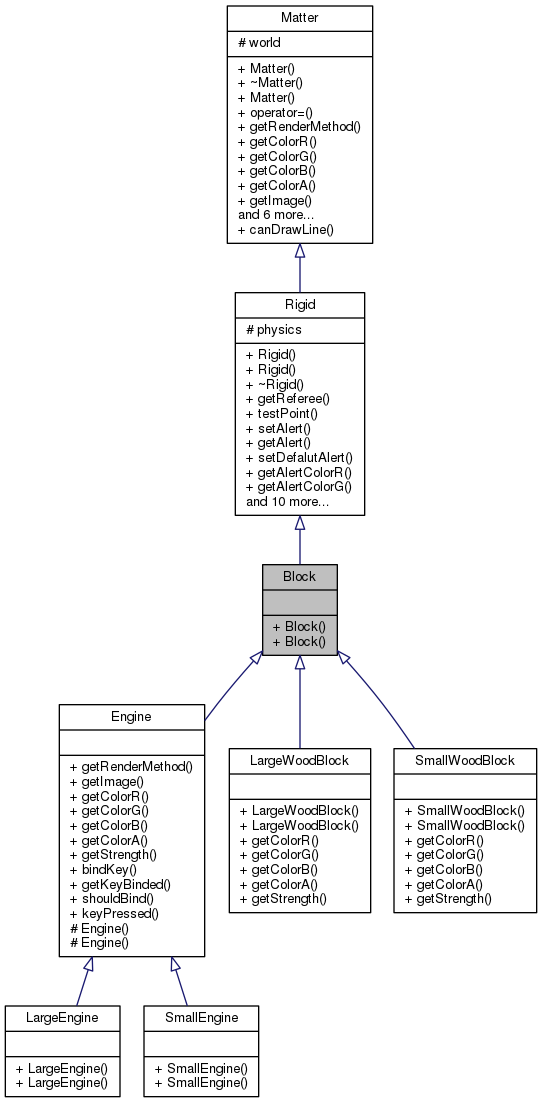 Matter
# world
+ Matter()
+ ~Matter()
+ Matter()
+ operator=()
+ getRenderMethod()
+ getColorR()
+ getColorG()
+ getColorB()
+ getColorA()
+ getImage()
and 6 more...
+ canDrawLine()
Rigid
# physics
+ Rigid()
+ Rigid()
+ ~Rigid()
+ getReferee()
+ testPoint()
+ setAlert()
+ getAlert()
+ setDefalutAlert()
+ getAlertColorR()
+ getAlertColorG()
and 10 more...
Block
+ Block()
+ Block()
Engine
+ getRenderMethod()
+ getImage()
+ getColorR()
+ getColorG()
+ getColorB()
+ getColorA()
+ getStrength()
+ bindKey()
+ getKeyBinded()
+ shouldBind()
+ keyPressed()
# Engine()
# Engine()
LargeWoodBlock
+ LargeWoodBlock()
+ LargeWoodBlock()
+ getColorR()
+ getColorG()
+ getColorB()
+ getColorA()
+ getStrength()
SmallWoodBlock
+ SmallWoodBlock()
+ SmallWoodBlock()
+ getColorR()
+ getColorG()
+ getColorB()
+ getColorA()
+ getStrength()
LargeEngine
+ LargeEngine()
+ LargeEngine()
SmallEngine
+ SmallEngine()
+ SmallEngine()